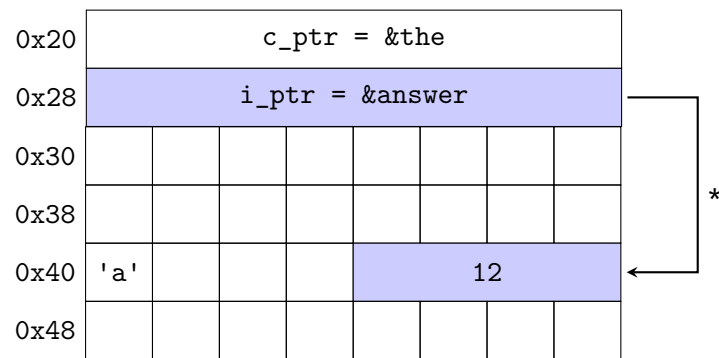 0x20 c_ptr = &the
0x28 i_ptr = &answer
0x30
0x38
*
0x40 'a' 12
0x48